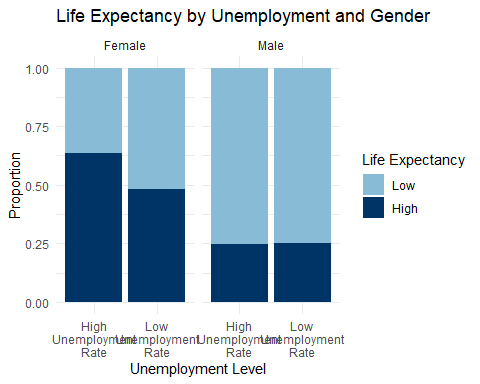 Life Expectancy by Unemployment and Gender
Female
Male
1.00
0.75
0.50
0.25
0.00
Proportion
High
Unemployment
Rate
Low
Unemployment
Rate
High
Unemployment
Rate
Low
Unemployment
Rate
Unemployment Level
Life Expectancy
Low
High